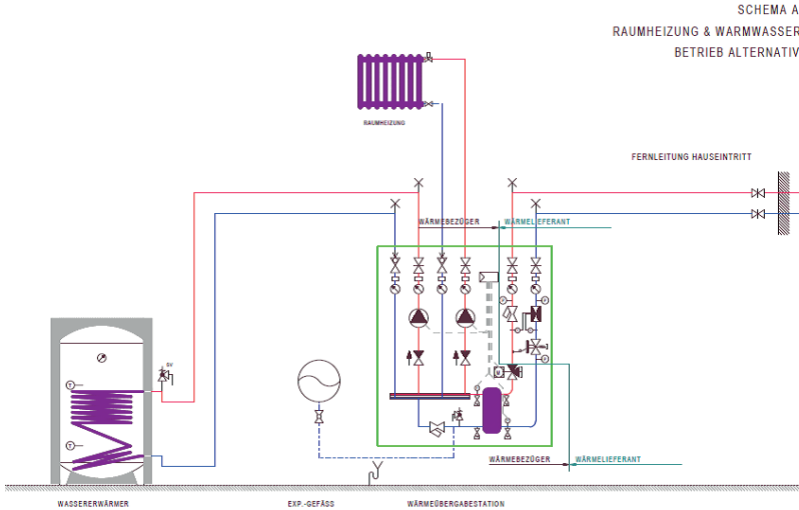 SCHEMA A
RAUMHEIZUNG & WARMWASSER
BETRIEB ALTERNATIV
RAUMHEIZUNG
FERNLEITUNG HAUSEINTRITT
WÄRMEBEZÜGER
WÄRMELIEFERANT
SV
T
T
P
P
P
M
WÄRMEBEZÜGER
WÄRMELIEFERANT
WASSERERWÄRMER
EXP.-GEFÄSS
WÄRMEÜBERGABESTATION